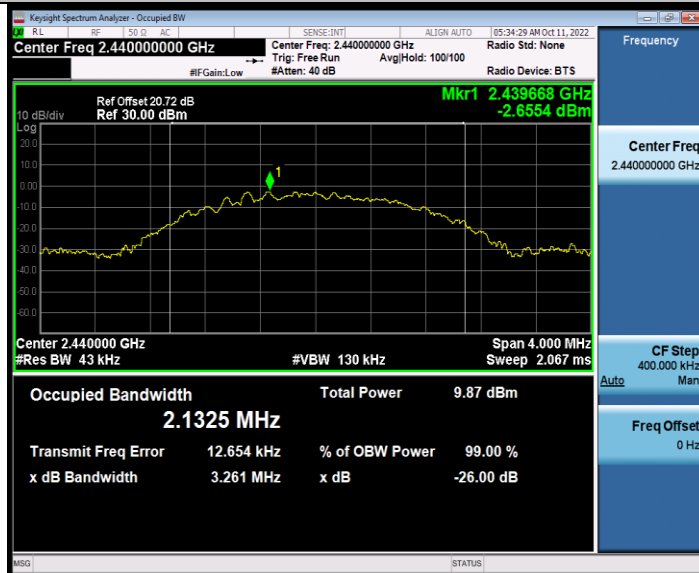 Keysight Spectrum Analyzer - Occupied BW
RL RF 50 Ω AC SENSE:INT ALIGN AUTO 05:34:29 AM Oct 11, 2022
Center Freq 2.440000000 GHz
Center Freq: 2.440000000 GHz
Radio Std: None
Trig: Free Run Avg|Hold: 100/100
#IFGain:Low #Atten: 40 dB Radio Device: BTS
Frequency
Ref Offset 20.72 dB
10 dB/div Ref 30.00 dBm
Mkr1 2.439668 GHz
-2.6554 dBm
Log
20.0
10.0
0.00
-10.0
-20.0
-30.0
-40.0
-50.0
-60.0
1
Center 2.440000 GHz Span 4.000 MHz
#Res BW 43 kHz #VBW 130 kHz Sweep 2.067 ms
Occupied Bandwidth Total Power 9.87 dBm
2.1325 MHz
Transmit Freq Error 12.654 kHz % of OBW Power 99.00 %
x dB Bandwidth 3.261 MHz x dB -26.00 dB
Center Freq
2.440000000 GHz
CF Step
400.000 kHz
Auto Man
Freq Offset
0 Hz
MSG STATUS